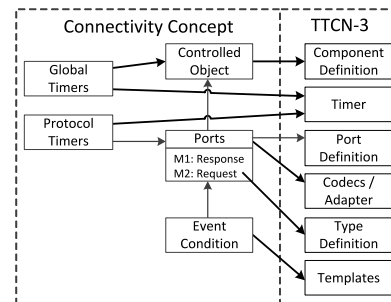 Connectivity Concept
TTCN-3
Controlled
Object
Component
Definition
Global
Timers
Timer
Protocol
Timers
Ports
M1: Response
M2: Request
Port
Definition
Codecs /
Adapter
Event
Condition
Type
Definition
Templates